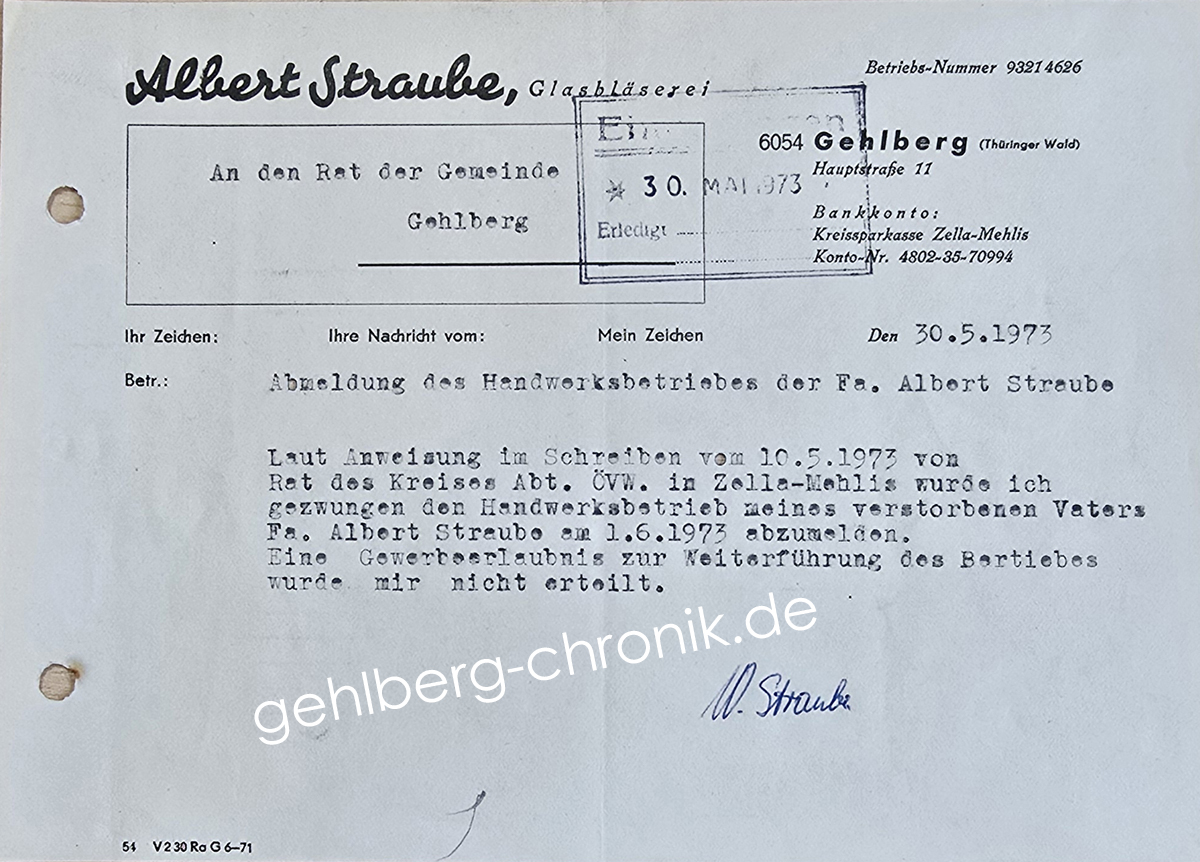 Albert Straube, Glasbläserei
Betriebs-Nummer 93214626
An den Rat der Gemeinde
Gehlberg
30. MAI 1973
Erledigt
6054 Gehlberg (Thüringer Wald)
Hauptstraße 11
Bankkonto:
Kreissparkasse Zella-Mehlis
Konto-Nr. 4802-35-70994
Ihr Zeichen: Ihre Nachricht vom: Mein Zeichen Den 30.5.1973
Betr.: Abmeldung des Handwerksbetriebes der Fa. Albert Straube
Laut Anweisung im Schreiben vom 10.5.1973 von
Rat des Kreises Abt. ÖVW. in Zella-Mehlis wurde ich
gezwungen den Handwerksbetrieb meines verstorbenen Vaters
Fa. Albert Straube am 1.6.1973 abzumelden.
Eine Gewerbeerlaubnis zur Weiterführung des Bertiebes
wurde mir nicht erteilt.
gehlberg-chronik.de
W. Straube
54 V 2 30 Ra G 6-71